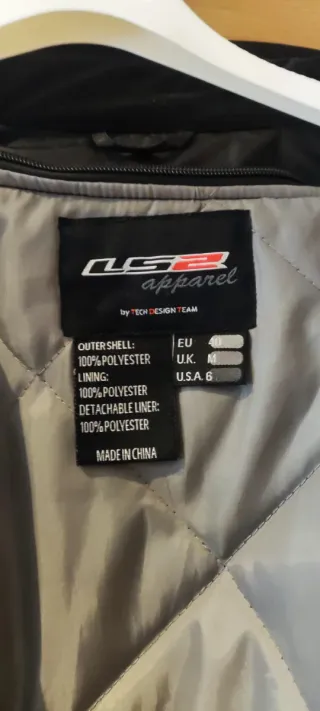 LS2
apparel
by TECH DESIGN TEAM
OUTER SHELL:
100% POLYESTER
LINING:
100% POLYESTER
DETACHABLE LINER:
100% POLYESTER
MADE IN CHINA
EU 40
U.K. M
U.S.A. 6